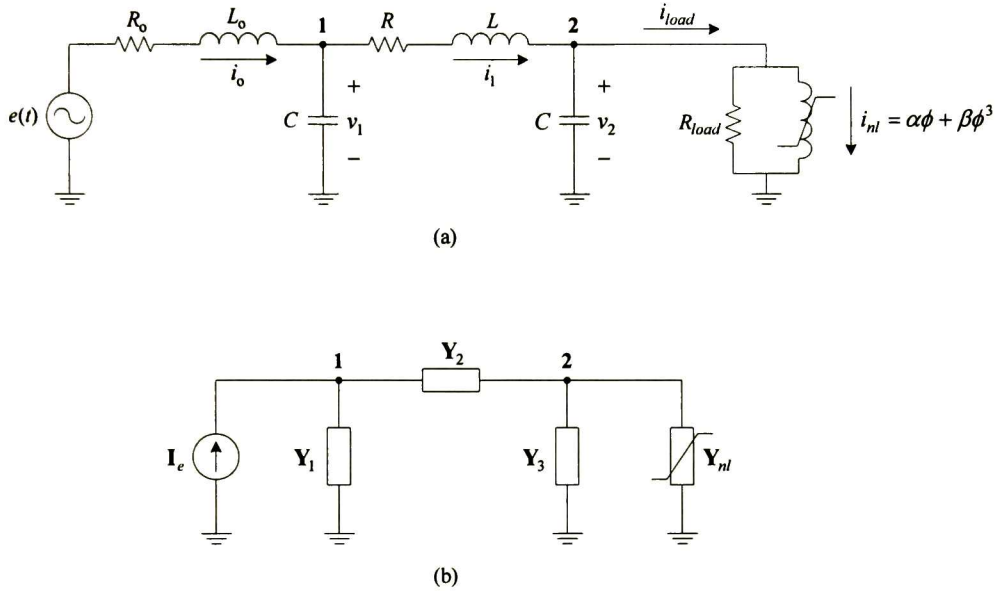 R₀ L₀ 1 R L 2 i_load
i₀ i₁
e(t) C + v₁ − C + v₂ − R_load i_nl = αϕ + βϕ³
(a)
1 Y₂ 2
I_e Y₁ Y₃ Y_nl
(b)